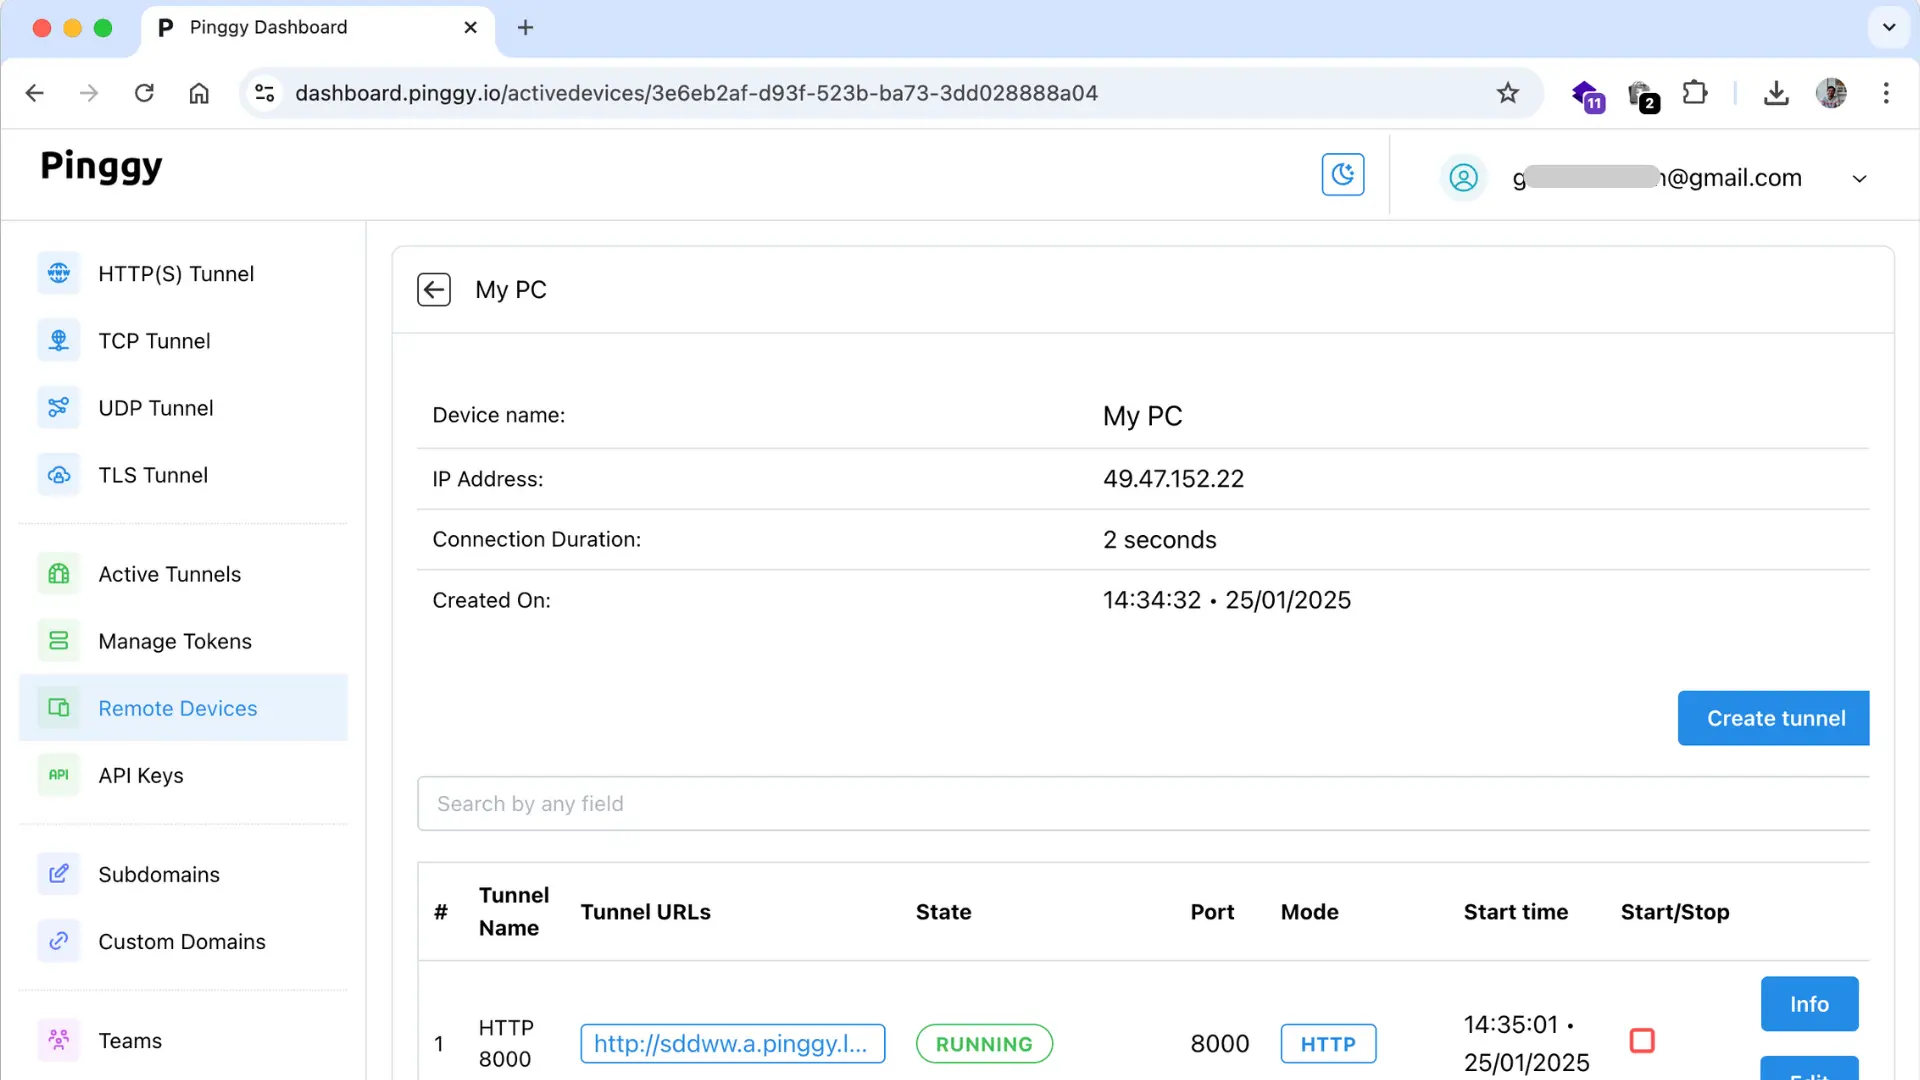 Pinggy Dashboard
dashboard.pinggy.io/activedevices/3e6eb2af-d93f-523b-ba73-3dd028888a04
11
2
Pinggy
g @gmail.com
HTTP(S) Tunnel
TCP Tunnel
UDP Tunnel
TLS Tunnel
Active Tunnels
Manage Tokens
Remote Devices
API
API Keys
Subdomains
Custom Domains
Teams
My PC
Device name: My PC
IP Address: 49.47.152.22
Connection Duration: 2 seconds
Created On: 14:34:32 • 25/01/2025
Create tunnel
Search by any field
# Tunnel Name Tunnel URLs State Port Mode Start time Start/Stop
1 HTTP 8000 http://sddww.a.pinggy.l... RUNNING 8000 HTTP 14:35:01 • 25/01/2025 Info
Edit